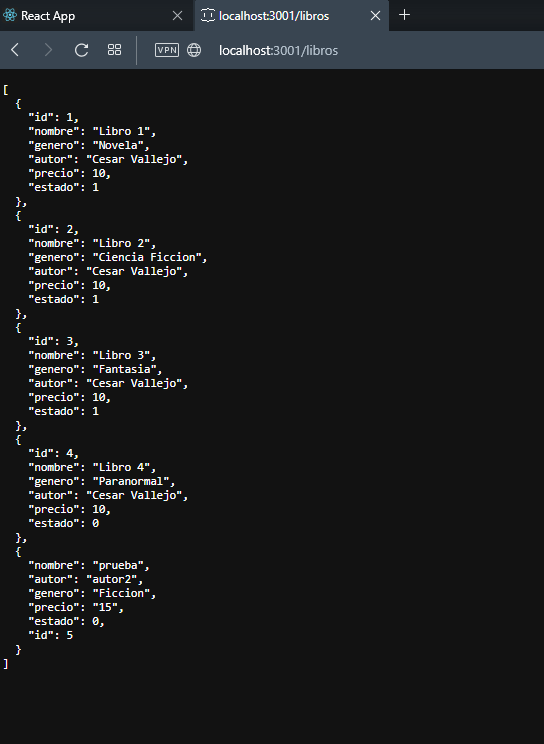 React App
localhost:3001/libros
VPN
localhost:3001/libros
[
  {
    "id": 1,
    "nombre": "Libro 1",
    "genero": "Novela",
    "autor": "Cesar Vallejo",
    "precio": 10,
    "estado": 1
  },
  {
    "id": 2,
    "nombre": "Libro 2",
    "genero": "Ciencia Ficcion",
    "autor": "Cesar Vallejo",
    "precio": 10,
    "estado": 1
  },
  {
    "id": 3,
    "nombre": "Libro 3",
    "genero": "Fantasia",
    "autor": "Cesar Vallejo",
    "precio": 10,
    "estado": 1
  },
  {
    "id": 4,
    "nombre": "Libro 4",
    "genero": "Paranormal",
    "autor": "Cesar Vallejo",
    "precio": 10,
    "estado": 0
  },
  {
    "nombre": "prueba",
    "autor": "autor2",
    "genero": "Ficcion",
    "precio": "15",
    "estado": 0,
    "id": 5
  }
]